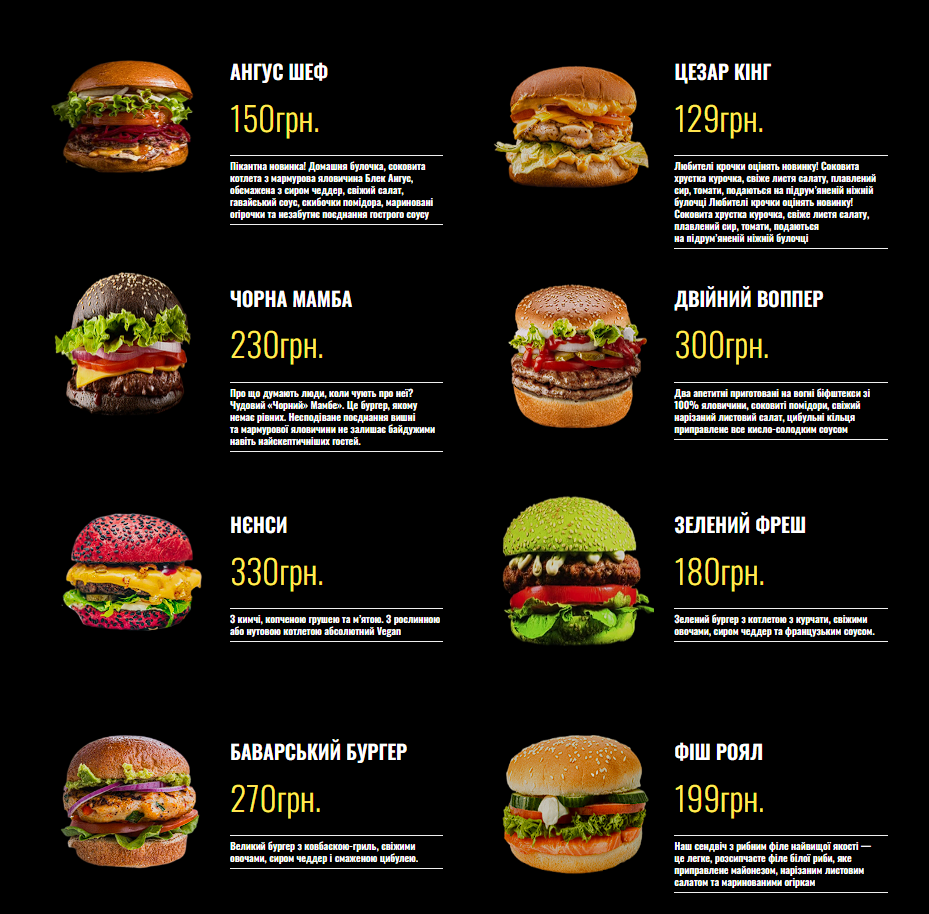 АНГУС ШЕФ
150грн.
Пікантна новинка! Домашня булочка, соковита
котлета з мармурова яловичина Блек Ангус,
обсмажена з сиром чеддер, свіжий салат,
гавайський соус, скибочки помідора, мариновані
огірочки та незабутнє поєднання гострого соусу
ЦЕЗАР КІНГ
129грн.
Любителі крочки оцінять новинку! Соковита
хрустка курочка, свіже листя салату, плавлений
сир, томати, подаються на підрум'яненій ніжній
булочці Любителі крочки оцінять новинку!
Соковита хрустка курочка, свіже листя салату,
плавлений сир, томати, подаються
на підрум'яненій ніжній булочці
ЧОРНА МАМБА
230грн.
Про що думають люди, коли чують про неї?
Чудовий «Чорний» Мамбе». Це бургер, якому
немає рівних. Несподіване поєднання вишні
та мармурової яловичини не залишає байдужими
навіть найскептичніших гостей.
ДВІЙНИЙ ВОППЕР
300грн.
Два апетитні приготовані на вогні біфштекси зі
100% яловичини, соковиті помідори, свіжий
нарізаний листовий салат, цибульні кільця
приправлене все кисло-солодким соусом
НЄНСИ
330грн.
З кимчі, копченою грушею та м'ятою. З рослинною
або нутовою котлетою абсолютний Vegan
ЗЕЛЕНИЙ ФРЕШ
180грн.
Зелений бургер з котлетою з курчати, свіжими
овочами, сиром чеддер та французьким соусом.
БАВАРСЬКИЙ БУРГЕР
270грн.
Великий бургер з ковбаскою-гриль, свіжими
овочами, сиром чеддер і смаженою цибулею.
ФІШ РОЯЛ
199грн.
Наш сендвіч з рибним філе найвищої якості —
це легке, розсипчасте філе білої риби, яке
приправлене майонезом, нарізаним листовим
салатом та маринованими огіркам